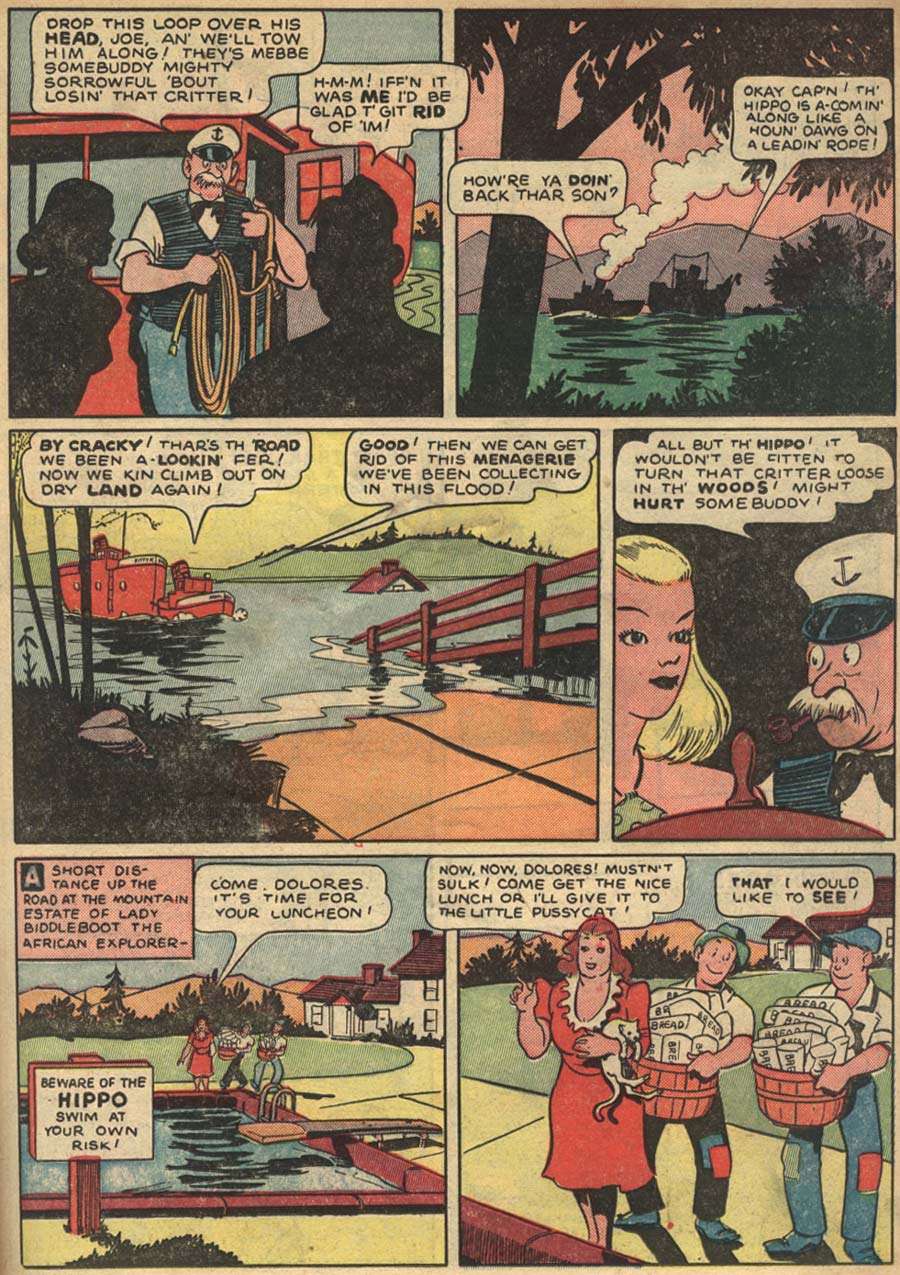 DROP THIS LOOP OVER HIS
HEAD, JOE, AN' WE'LL TOW
HIM ALONG! THEY'S MEBBE
SOMEBUDDY MIGHTY
SORROWFUL 'BOUT
LOSIN' THAT CRITTER!
H-M-M! IFF'N IT
WAS ME I'D BE
GLAD T' GIT RID
OF 'IM!
HOW'RE YA DOIN'
BACK THAR SON?
OKAY CAP'N! TH'
HIPPO IS A-COMIN'
ALONG LIKE A
HOUN' DAWG ON
A LEADIN' ROPE!
BY CRACKY! THAR'S TH' ROAD
WE BEEN A-LOOKIN' FER!
NOW WE KIN CLIMB OUT ON
DRY LAND AGAIN!
GOOD! THEN WE CAN GET
RID OF THIS MENAGERIE
WE'VE BEEN COLLECTING
IN THIS FLOOD!
ALL BUT TH' HIPPO! IT
WOULDN'T BE FITTEN TO
TURN THAT CRITTER LOOSE
IN TH' WOODS! MIGHT
HURT SOMEBUDDY!
A SHORT DIS-
TANCE UP THE
ROAD AT THE MOUNTAIN
ESTATE OF LADY
BIDDLEBOOT THE
AFRICAN EXPLORER-
COME, DOLORES.
IT'S TIME FOR
YOUR LUNCHEON!
BEWARE OF THE
HIPPO
SWIM AT
YOUR OWN
RISK!
NOW, NOW, DOLORES! MUSTN'T
SULK! COME GET THE NICE
LUNCH OR I'LL GIVE IT TO
THE LITTLE PUSSYCAT!
THAT I WOULD
LIKE TO SEE!
BREAD
BREAD
BREAD
BREAD